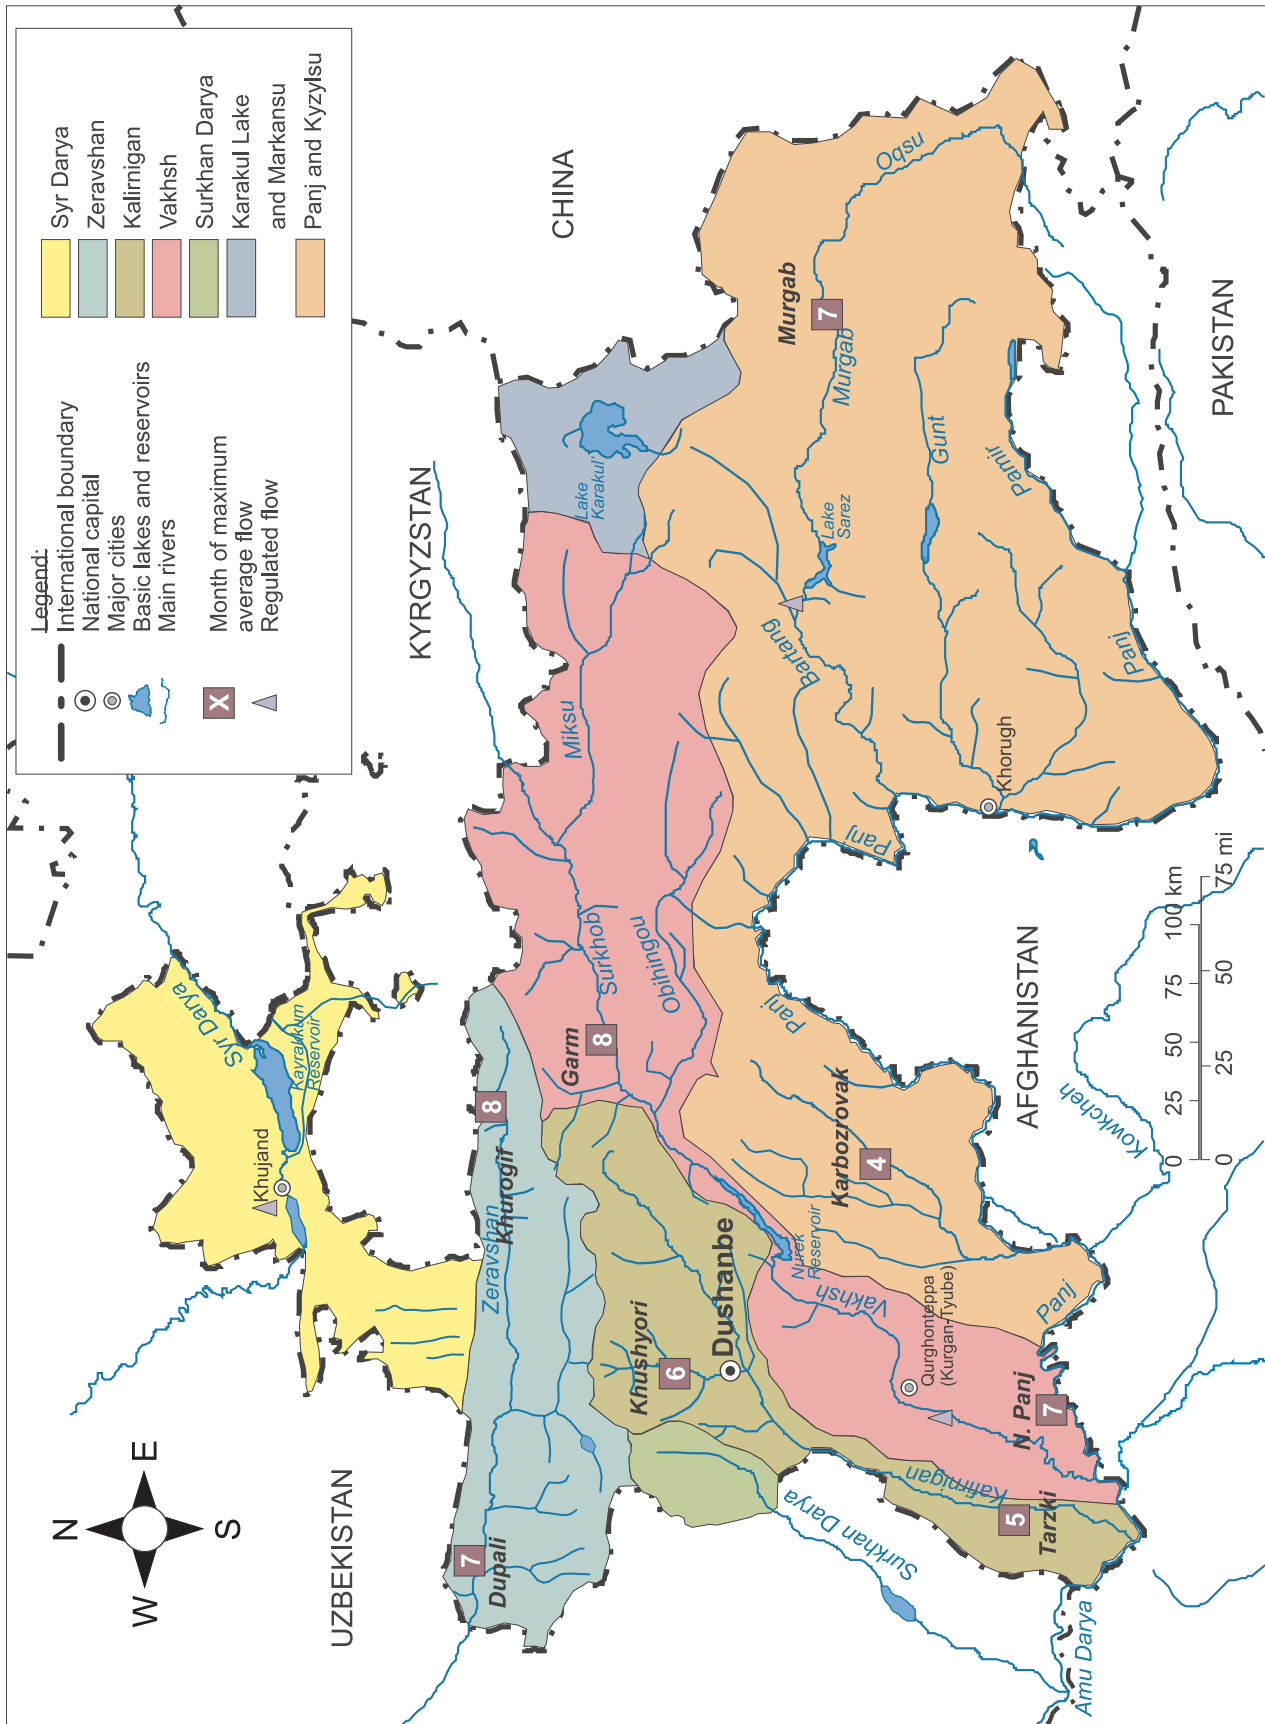 Legend:
International boundary
National capital
Major cities
Basic lakes and reservoirs
Main rivers
X
Month of maximum
average flow
Regulated flow
Syr Darya
Zeravshan
Kalirnigan
Vakhsh
Surkhan Darya
Karakul Lake
and Markansu
Panj and Kyzylsu
N
W
E
S
UZBEKISTAN
KYRGYZSTAN
CHINA
AFGHANISTAN
PAKISTAN
Syr Darya
Kayrakkum
Reservoir
Khujand
Zeravshan
8
Khurogif
7
Dupali
Garm
8
Surkhob
Obihingou
Miksu
Lake
Karakul'
Khushyori
6
Dushanbe
Nurek
Reservoir
Vakhsh
Qurghonteppa
(Kurgan-Tyube)
N. Panj
7
Kafirnigan
5
Tarzki
Surkhan Darya
Amu Darya
Karbozrovak
4
Panj
Panj
Panj
Panj
Kowkcheh
Bartang
Lake
Sarez
Murgab
7
Murgab
Oqsu
Gunt
Pamir
Khorugh
0 25 50 75 100 km
0 25 50 75 mi